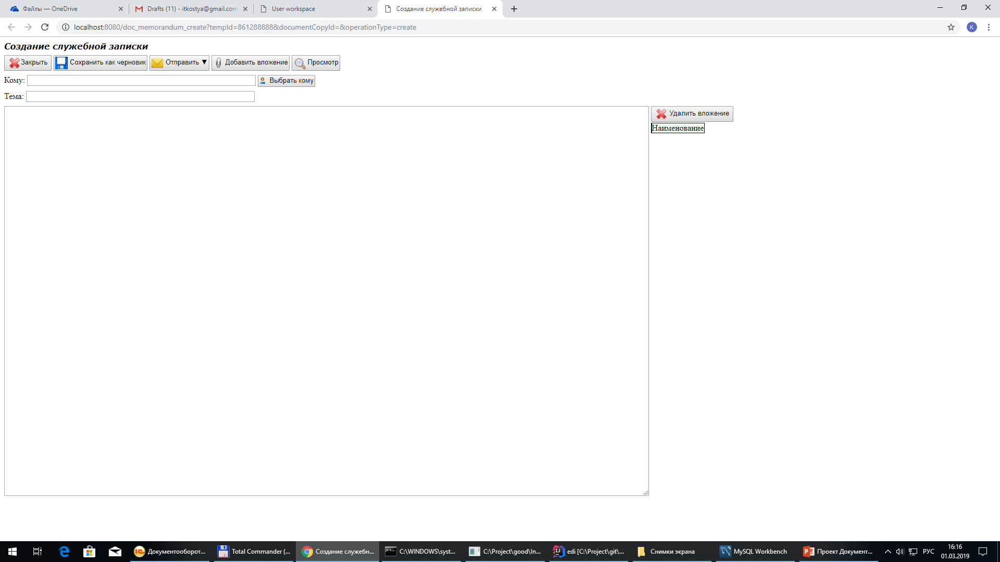 Файлы — OneDrive
Drafts (11) - itkostya@gmail.com
User workspace
Создание служебной записки
localhost:8080/doc_memorandum_create?templd=861288888&documentCopyId=&operationType=create
K
Создание служебной записки
Закрыть
Сохранить как черновик
Отправить ▼
Добавить вложение
Просмотр
Кому:
Выбрать кому
Тема:
Удалить вложение
Наименование
Документооборот...
Total Commander (...
Создание служебн...
C:\WINDOWS\syst...
C:\Project\good\In...
edi [C:\Project\git\...
Снимки экрана
MySQL Workbench
Проект Документ...
РУС
16:16
01.03.2019